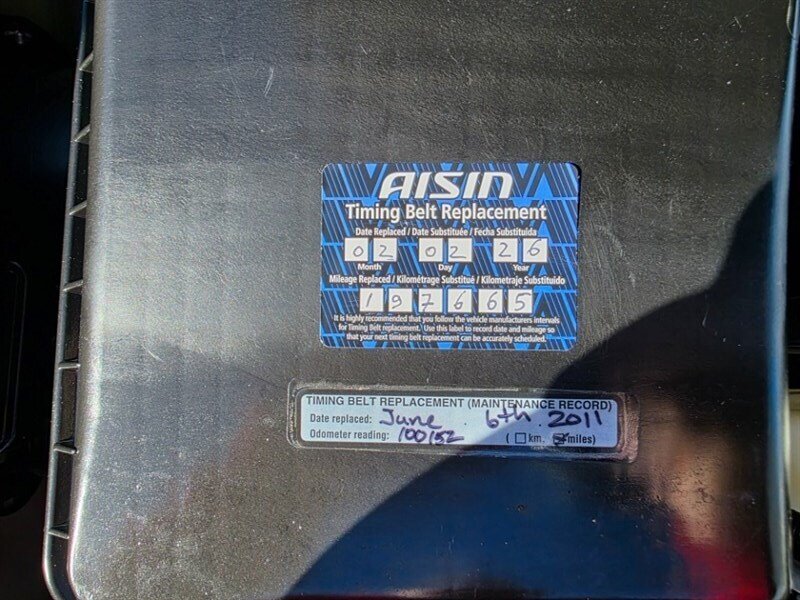 AISIN
Timing Belt Replacement
Date Replaced / Date Substituée / Fecha Substituida
02 02 26
Month Day Year
Mileage Replaced / Kilométrage Substitué / Kilometraje Substituido
197665
It is highly recommended that you follow the vehicle manufacturers intervals
for Timing Belt replacement. Use this label to record date and mileage so
that your next timing belt replacement can be accurately scheduled.
TIMING BELT REPLACEMENT (MAINTENANCE RECORD)
Date replaced: June 6th 2011
Odometer reading: 100152 ( km. miles)